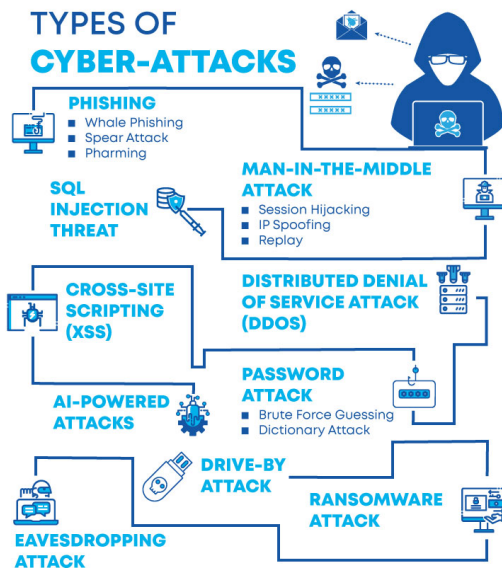 TYPES OF
CYBER-ATTACKS
PHISHING
Whale Phishing
Spear Attack
Pharming
MAN-IN-THE-MIDDLE
ATTACK
Session Hijacking
IP Spoofing
Replay
SQL
INJECTION
THREAT
CROSS-SITE
SCRIPTING
(XSS)
DISTRIBUTED DENIAL
OF SERVICE ATTACK
(DDOS)
AI-POWERED
ATTACKS
PASSWORD
ATTACK
Brute Force Guessing
Dictionary Attack
DRIVE-BY
ATTACK
RANSOMWARE
ATTACK
EAVESDROPPING
ATTACK